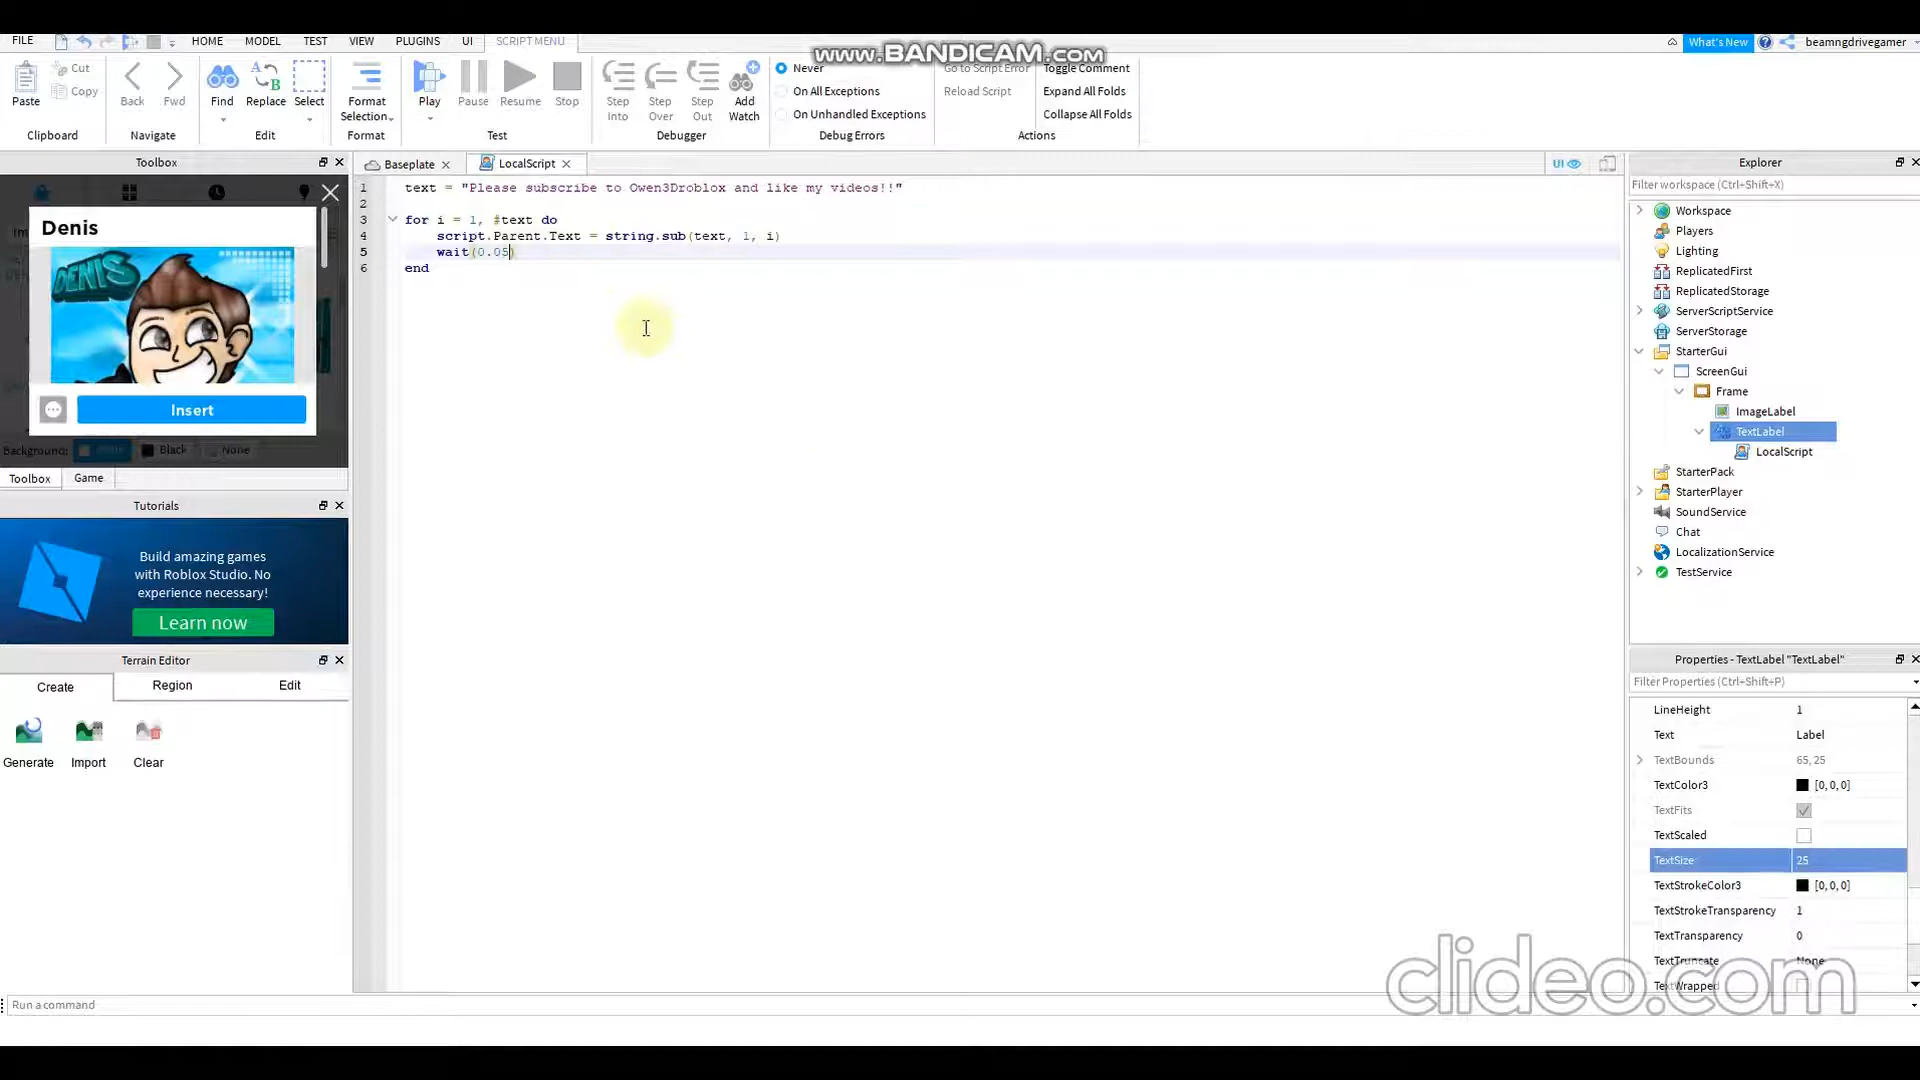 FILE HOME MODEL TEST VIEW PLUGINS UI SCRIPT MENU What's New beamngdrivegamer
www.BANDICAM.com
Paste Cut Copy Back Fwd Find Replace Select Format Selection Play Pause Resume Stop Step Into Step Over Step Out Add Watch
Never Go to Script Error Toggle Comment
On All Exceptions Reload Script Expand All Folds
On Unhandled Exceptions Collapse All Folds
Clipboard Navigate Edit Format Test Debugger Debug Errors Actions
Toolbox
Denis
DENIS
Insert
Background: Black None
Toolbox Game
Tutorials
Build amazing games
with Roblox Studio. No
experience necessary!
Learn now
Terrain Editor
Create Region Edit
Generate Import Clear
Baseplate LocalScript UI
1 text = "Please subscribe to Owen3Droblox and like my videos!!"
2
3 for i = 1, #text do
4 script.Parent.Text = string.sub(text, 1, i)
5 wait(0.05)
6 end
Explorer
Filter workspace (Ctrl+Shift+X)
Workspace
Players
Lighting
ReplicatedFirst
ReplicatedStorage
ServerScriptService
ServerStorage
StarterGui
ScreenGui
Frame
ImageLabel
TextLabel
LocalScript
StarterPack
StarterPlayer
SoundService
Chat
LocalizationService
TestService
Properties - TextLabel "TextLabel"
Filter Properties (Ctrl+Shift+P)
LineHeight 1
Text Label
TextBounds 65, 25
TextColor3 [0, 0, 0]
TextFits
TextScaled
TextSize 25
TextStrokeColor3 [0, 0, 0]
TextStrokeTransparency 1
TextTransparency 0
TextTruncate None
TextWrapped
clideo.com
Run a command